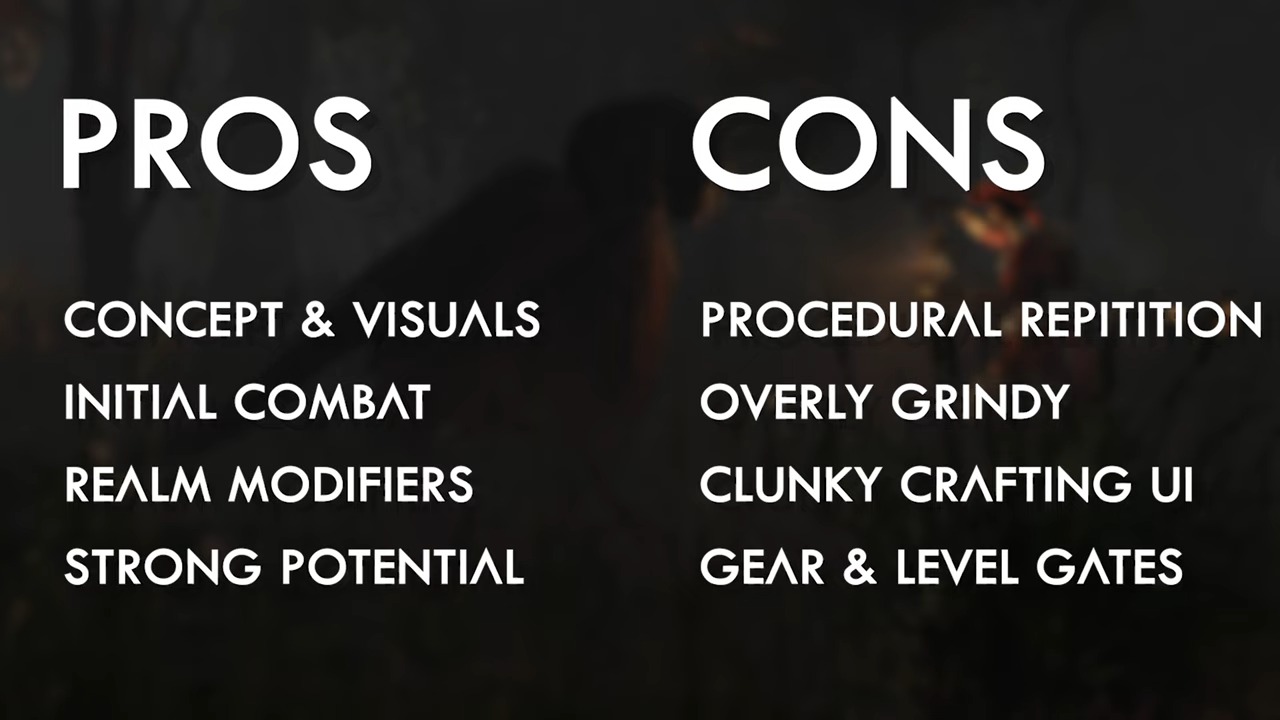 PROS
CONCEPT & VISUALS
INITIAL COMBAT
REALM MODIFIERS
STRONG POTENTIAL
CONS
PROCEDURAL REPITITION
OVERLY GRINDY
CLUNKY CRAFTING UI
GEAR & LEVEL GATES